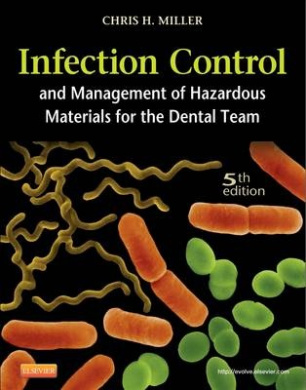 CHRIS H. MILLER
Infection Control
and Management of Hazardous
Materials for the Dental Team
5th
edition
ELSEVIER
http://evolve.elsevier.com